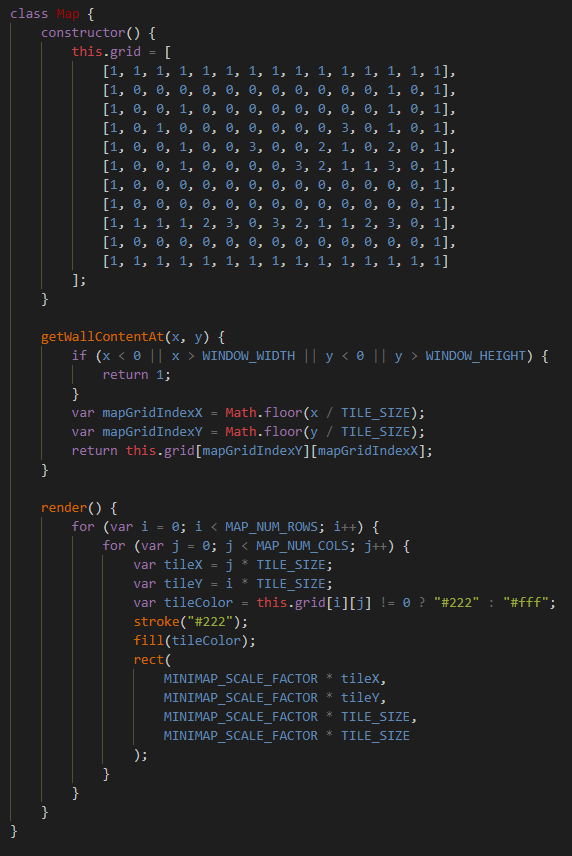 class Map {
    constructor() {
        this.grid = [
            [1, 1, 1, 1, 1, 1, 1, 1, 1, 1, 1, 1, 1, 1, 1],
            [1, 0, 0, 0, 0, 0, 0, 0, 0, 0, 0, 0, 1, 0, 1],
            [1, 0, 0, 1, 0, 0, 0, 0, 0, 0, 0, 0, 1, 0, 1],
            [1, 0, 1, 0, 0, 0, 0, 0, 0, 0, 3, 0, 1, 0, 1],
            [1, 0, 0, 1, 0, 0, 3, 0, 0, 2, 1, 0, 2, 0, 1],
            [1, 0, 0, 1, 0, 0, 0, 0, 3, 2, 1, 1, 3, 0, 1],
            [1, 0, 0, 0, 0, 0, 0, 0, 0, 0, 0, 0, 0, 0, 1],
            [1, 0, 0, 0, 0, 0, 0, 0, 0, 0, 0, 0, 0, 0, 1],
            [1, 1, 1, 1, 2, 3, 0, 3, 2, 1, 1, 2, 3, 0, 1],
            [1, 0, 0, 0, 0, 0, 0, 0, 0, 0, 0, 0, 0, 0, 1],
            [1, 1, 1, 1, 1, 1, 1, 1, 1, 1, 1, 1, 1, 1, 1]
        ];
    }

    getWallContentAt(x, y) {
        if (x < 0 || x > WINDOW_WIDTH || y < 0 || y > WINDOW_HEIGHT) {
            return 1;
        }
        var mapGridIndexX = Math.floor(x / TILE_SIZE);
        var mapGridIndexY = Math.floor(y / TILE_SIZE);
        return this.grid[mapGridIndexY][mapGridIndexX];
    }

    render() {
        for (var i = 0; i < MAP_NUM_ROWS; i++) {
            for (var j = 0; j < MAP_NUM_COLS; j++) {
                var tileX = j * TILE_SIZE;
                var tileY = i * TILE_SIZE;
                var tileColor = this.grid[i][j] != 0 ? "#222" : "#fff";
                stroke("#222");
                fill(tileColor);
                rect(
                    MINIMAP_SCALE_FACTOR * tileX,
                    MINIMAP_SCALE_FACTOR * tileY,
                    MINIMAP_SCALE_FACTOR * TILE_SIZE,
                    MINIMAP_SCALE_FACTOR * TILE_SIZE
                );
            }
        }
    }
}